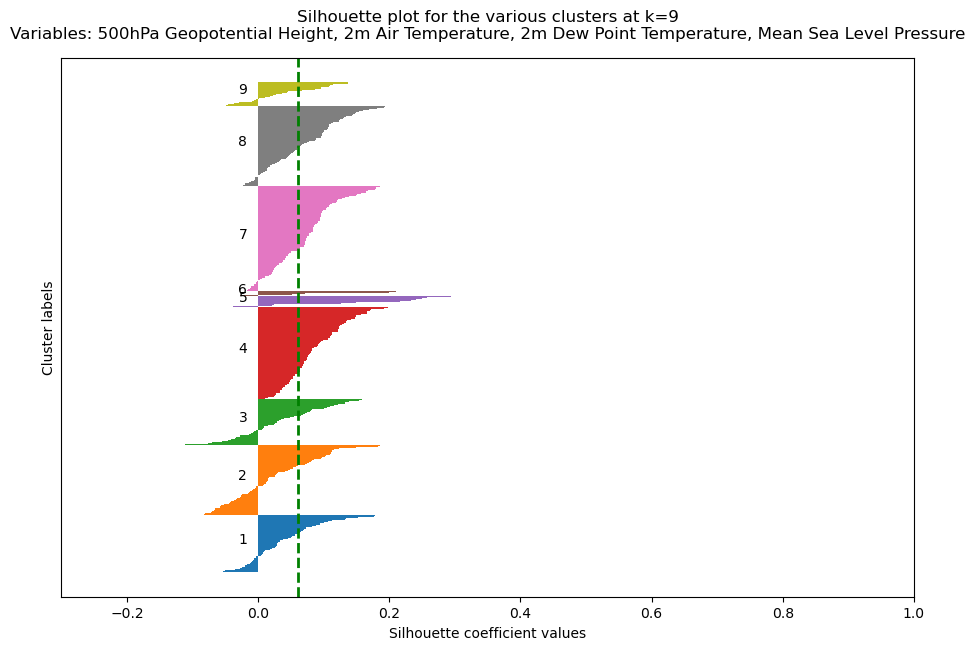 Silhouette plot for the various clusters at k=9
Variables: 500hPa Geopotential Height, 2m Air Temperature, 2m Dew Point Temperature, Mean Sea Level Pressure
9
8
7
6
5
4
3
2
1
Cluster labels
−0.2 0.0 0.2 0.4 0.6 0.8 1.0
Silhouette coefficient values